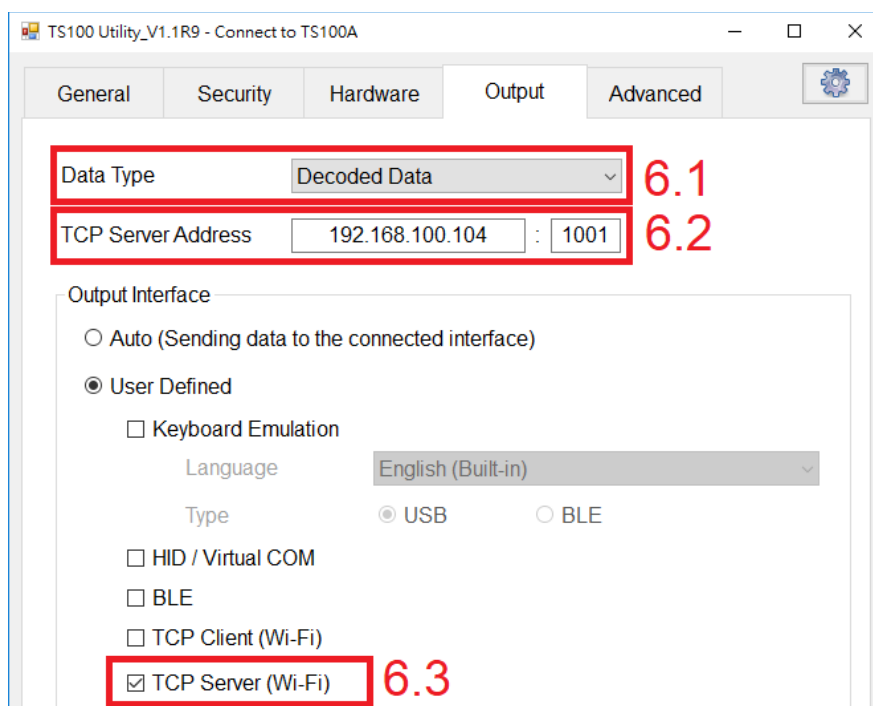 TS100 Utility_V1.1R9 - Connect to TS100A
General Security Hardware Output Advanced
Data Type Decoded Data 6.1
TCP Server Address 192.168.100.104 : 1001 6.2
Output Interface
Auto (Sending data to the connected interface)
User Defined
Keyboard Emulation
Language English (Built-in)
Type USB BLE
HID / Virtual COM
BLE
TCP Client (Wi-Fi)
TCP Server (Wi-Fi) 6.3